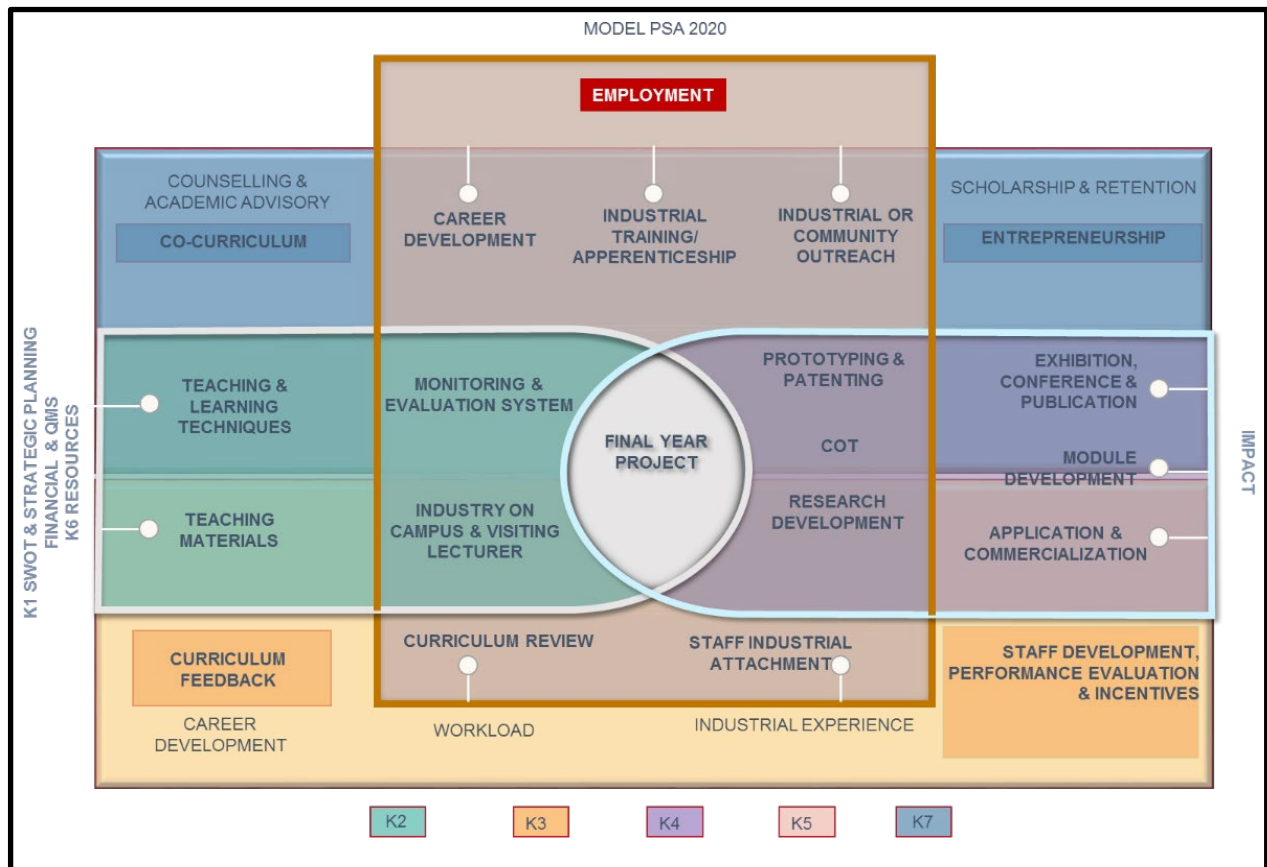 MODEL PSA 2020
EMPLOYMENT
COUNSELLING &
ACADEMIC ADVISORY
CO-CURRICULUM
CAREER
DEVELOPMENT
INDUSTRIAL
TRAINING/
APPERENTICESHIP
INDUSTRIAL OR
COMMUNITY
OUTREACH
SCHOLARSHIP & RETENTION
ENTREPRENEURSHIP
K1 SWOT & STRATEGIC PLANNING
FINANCIAL & QMS
K6 RESOURCES
TEACHING &
LEARNING
TECHNIQUES
MONITORING &
EVALUATION SYSTEM
FINAL YEAR
PROJECT
PROTOTYPING &
PATENTING
COT
EXHIBITION,
CONFERENCE &
PUBLICATION
MODULE
DEVELOPMENT
IMPACT
TEACHING
MATERIALS
INDUSTRY ON
CAMPUS & VISITING
LECTURER
RESEARCH
DEVELOPMENT
APPLICATION &
COMMERCIALIZATION
CURRICULUM
FEEDBACK
CAREER
DEVELOPMENT
CURRICULUM REVIEW
WORKLOAD
STAFF INDUSTRIAL
ATTACHMENT
INDUSTRIAL EXPERIENCE
STAFF DEVELOPMENT,
PERFORMANCE EVALUATION
& INCENTIVES
K2
K3
K4
K5
K7